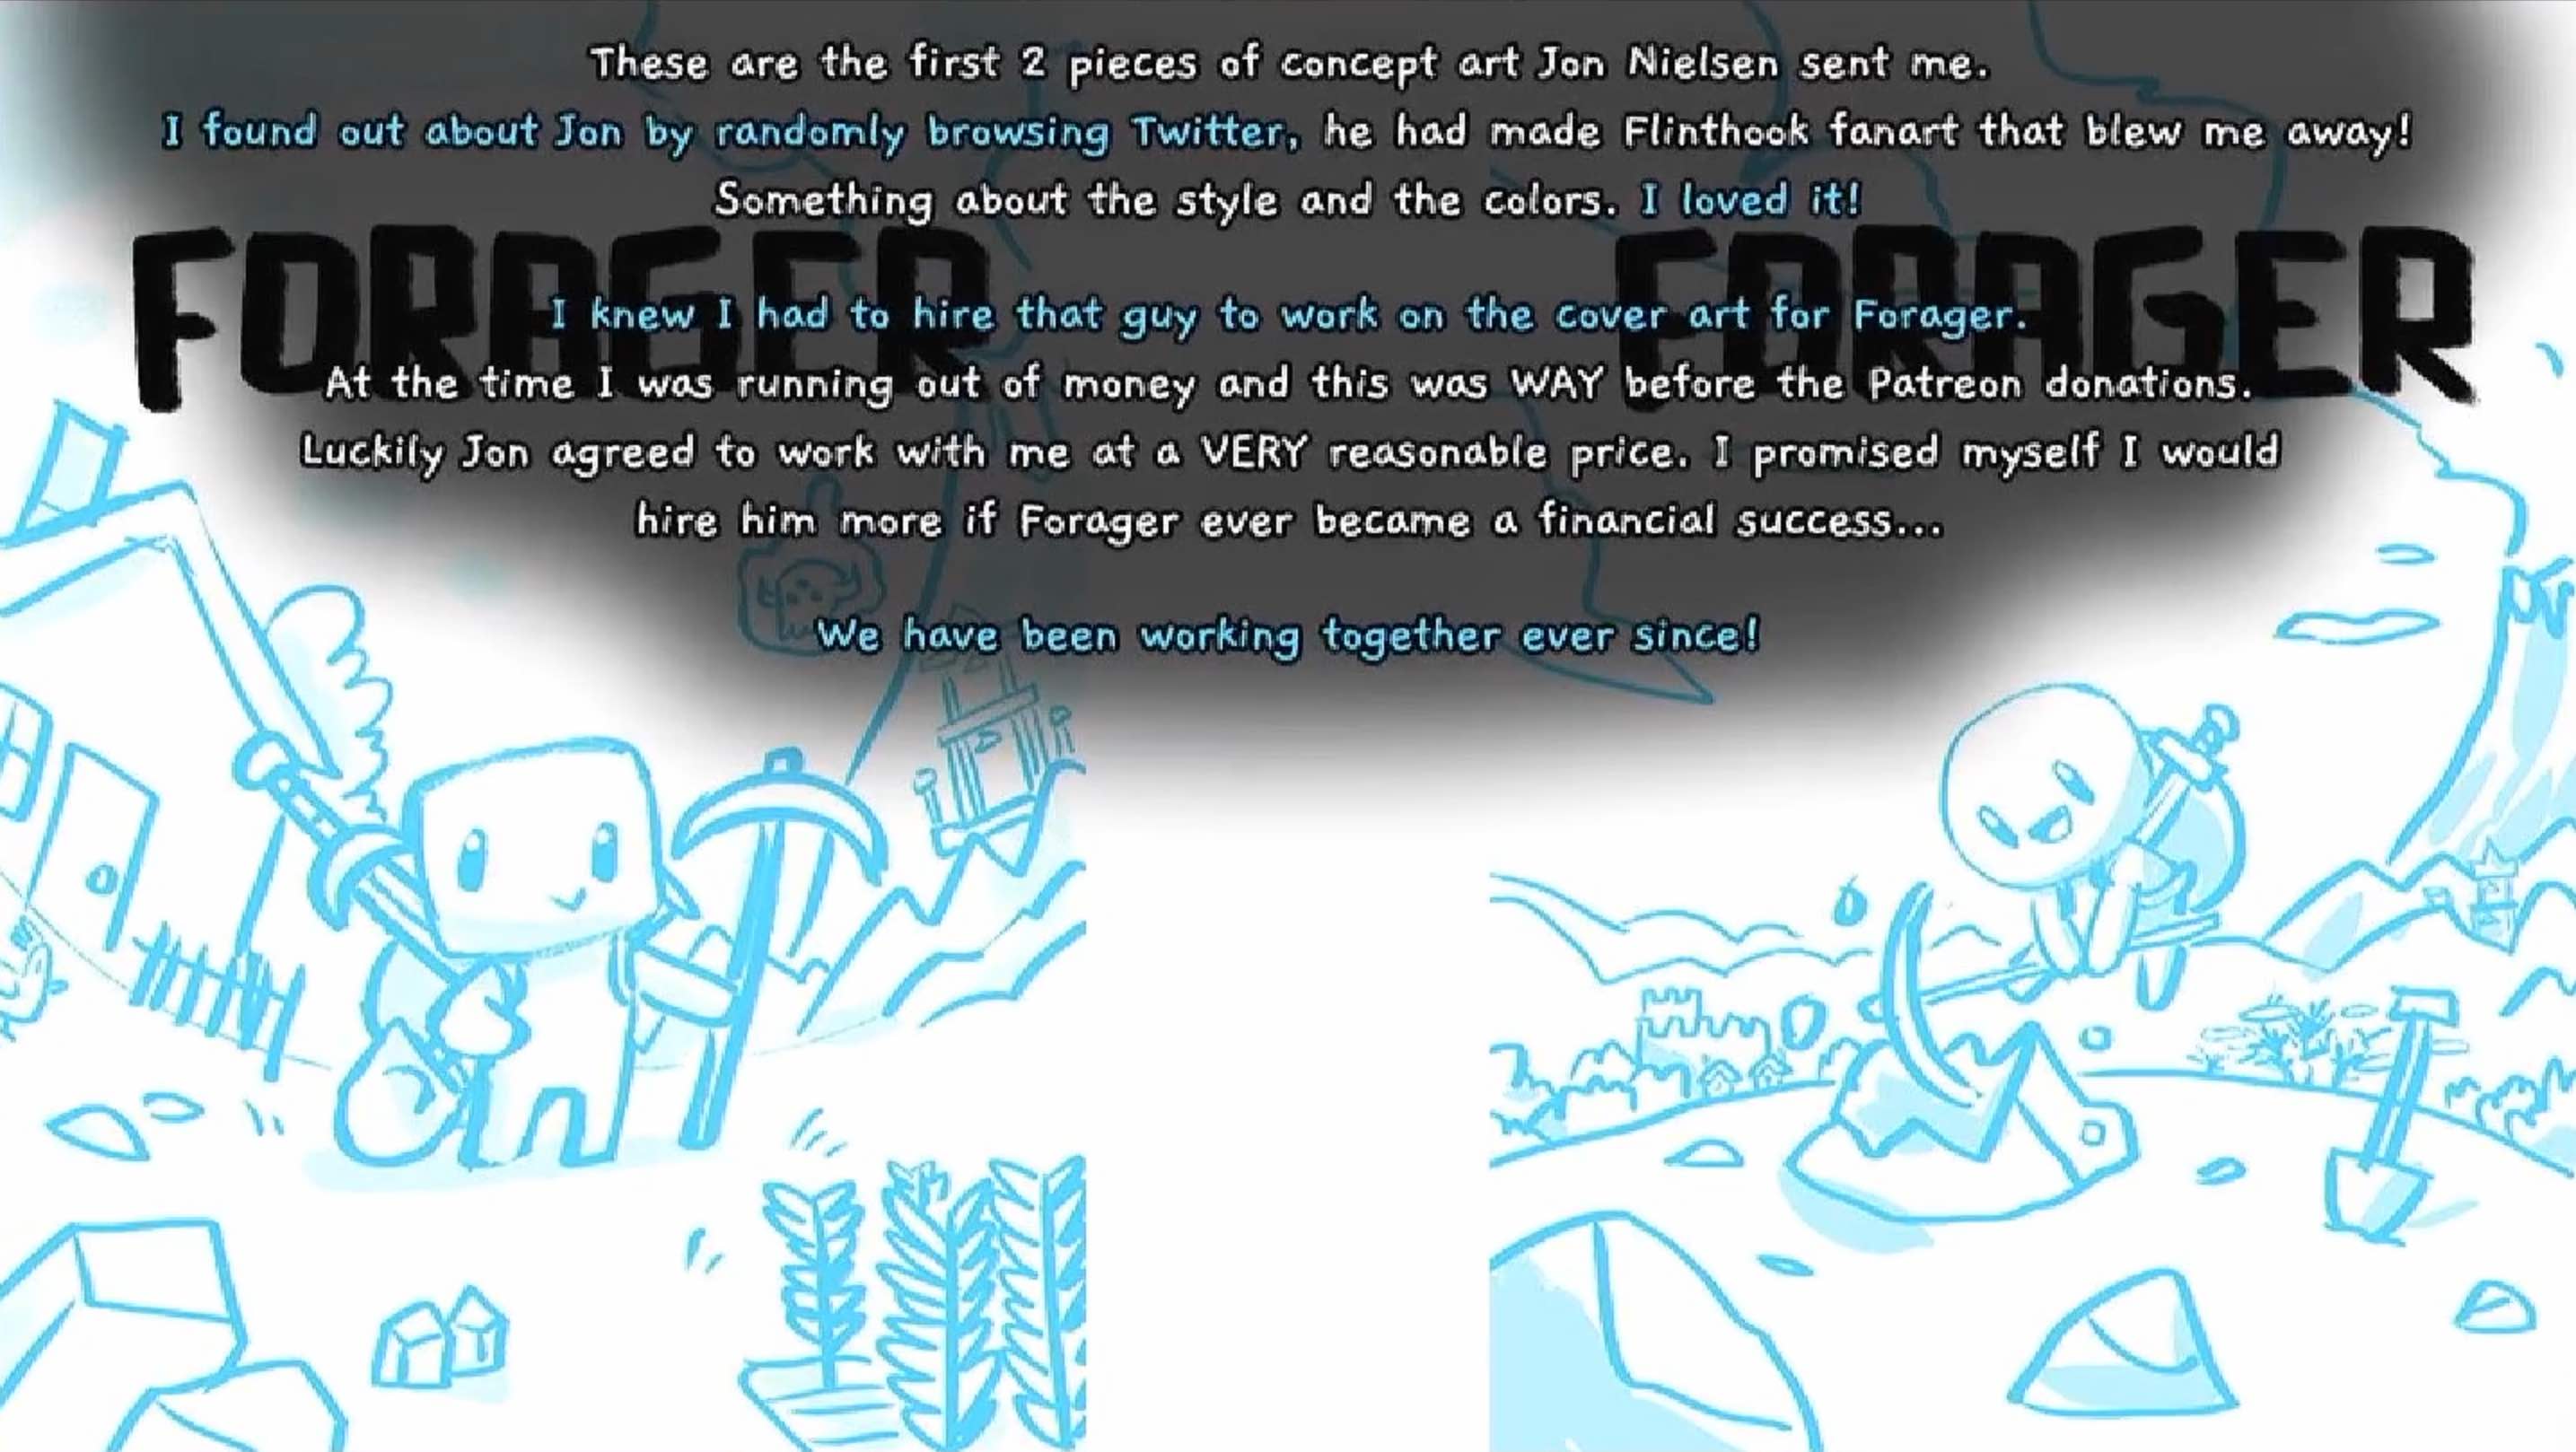 These are the first 2 pieces of concept art Jon Nielsen sent me.
I found out about Jon by randomly browsing Twitter, he had made Flinthook fanart that blew me away!
Something about the style and the colors. I loved it!
FORAGER FORAGER
I knew I had to hire that guy to work on the cover art for Forager.
At the time I was running out of money and this was WAY before the Patreon donations.
Luckily Jon agreed to work with me at a VERY reasonable price. I promised myself I would
hire him more if Forager ever became a financial success...
We have been working together ever since!